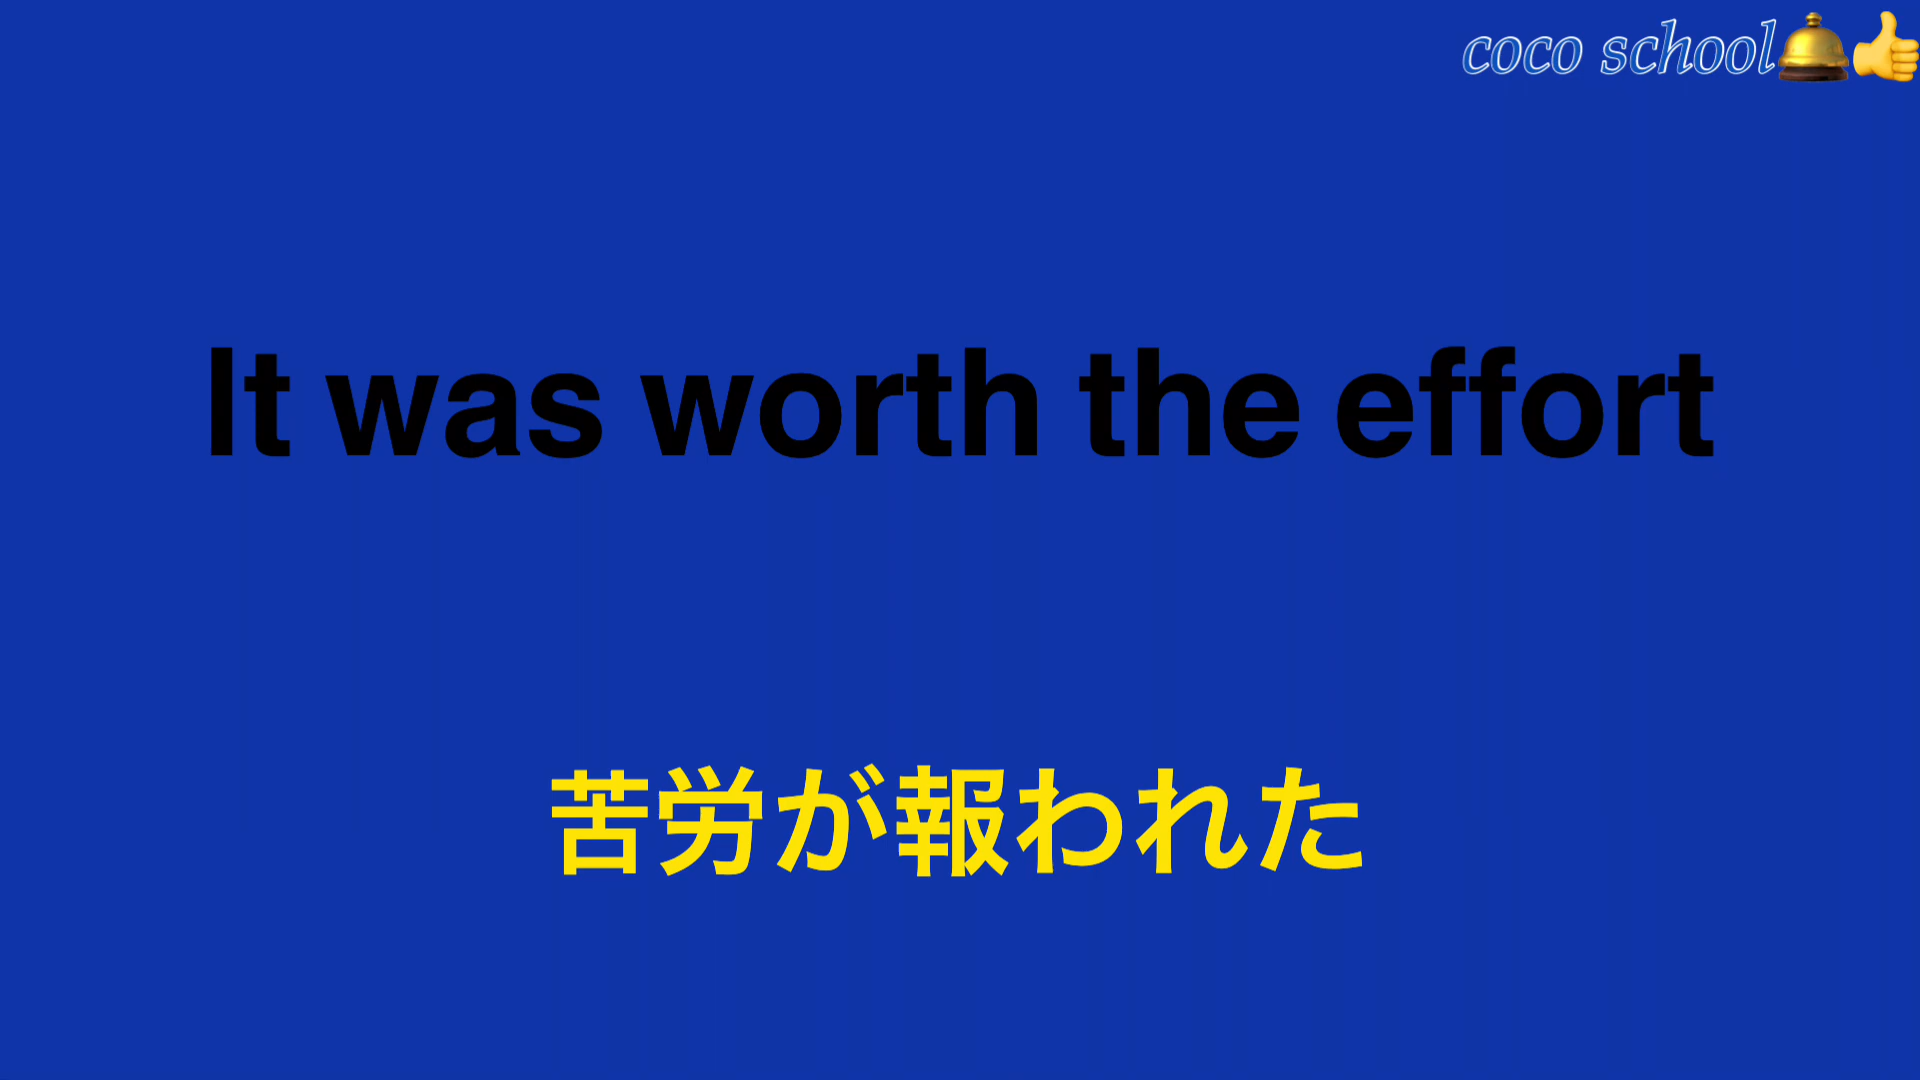 coco school🛎️👍
It was worth the effort
苦労が報われた